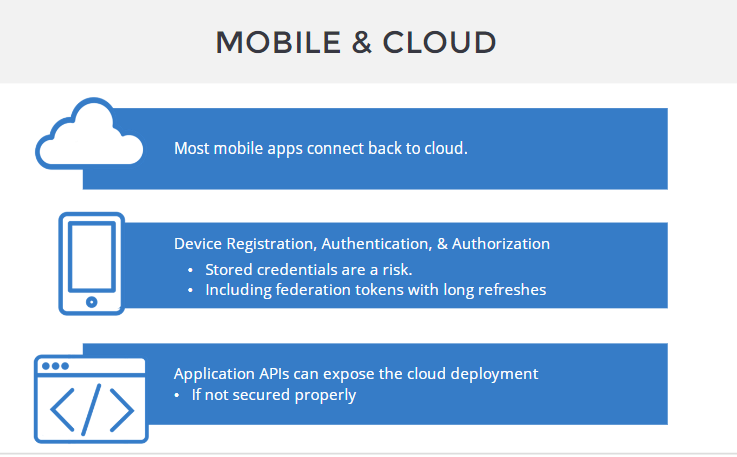 MOBILE & CLOUD
Most mobile apps connect back to cloud.
Device Registration, Authentication, & Authorization
• Stored credentials are a risk.
• Including federation tokens with long refreshes
Application APIs can expose the cloud deployment
• If not secured properly